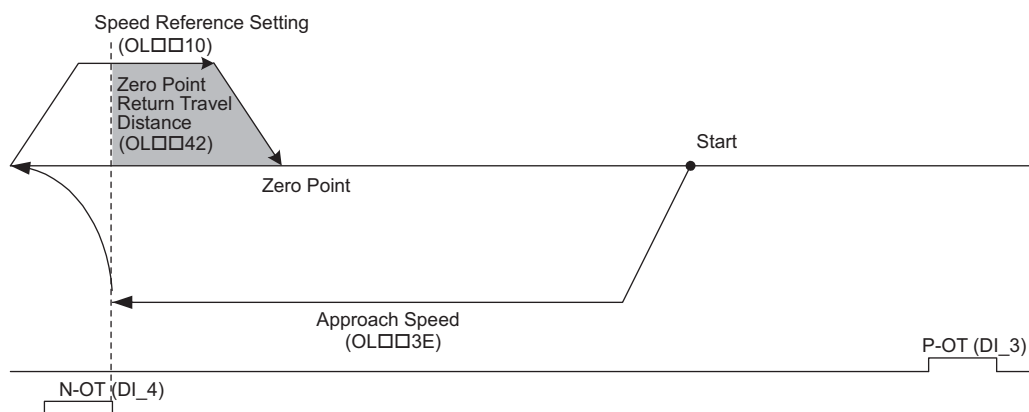 Speed Reference Setting
(OL□□10)
Zero Point
Return Travel
Distance
(OL□□42)
Start
Zero Point
Approach Speed
(OL□□3E)
P-OT (DI_3)
N-OT (DI_4)